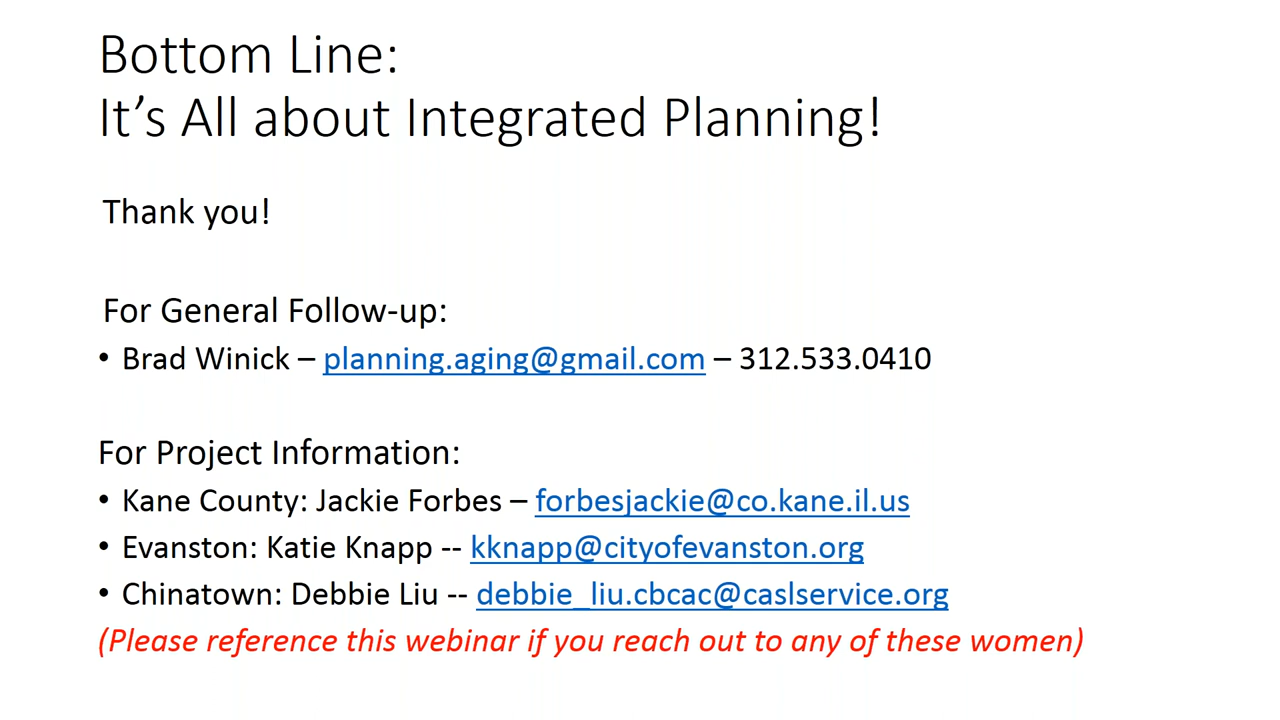 Bottom Line:
It’s All about Integrated Planning!
Thank you!
For General Follow-up:
• Brad Winick – planning.aging@gmail.com – 312.533.0410
For Project Information:
• Kane County: Jackie Forbes – forbesjackie@co.kane.il.us
• Evanston: Katie Knapp -- kknapp@cityofevanston.org
• Chinatown: Debbie Liu -- debbie_liu.cbcac@caslservice.org
(Please reference this webinar if you reach out to any of these women)